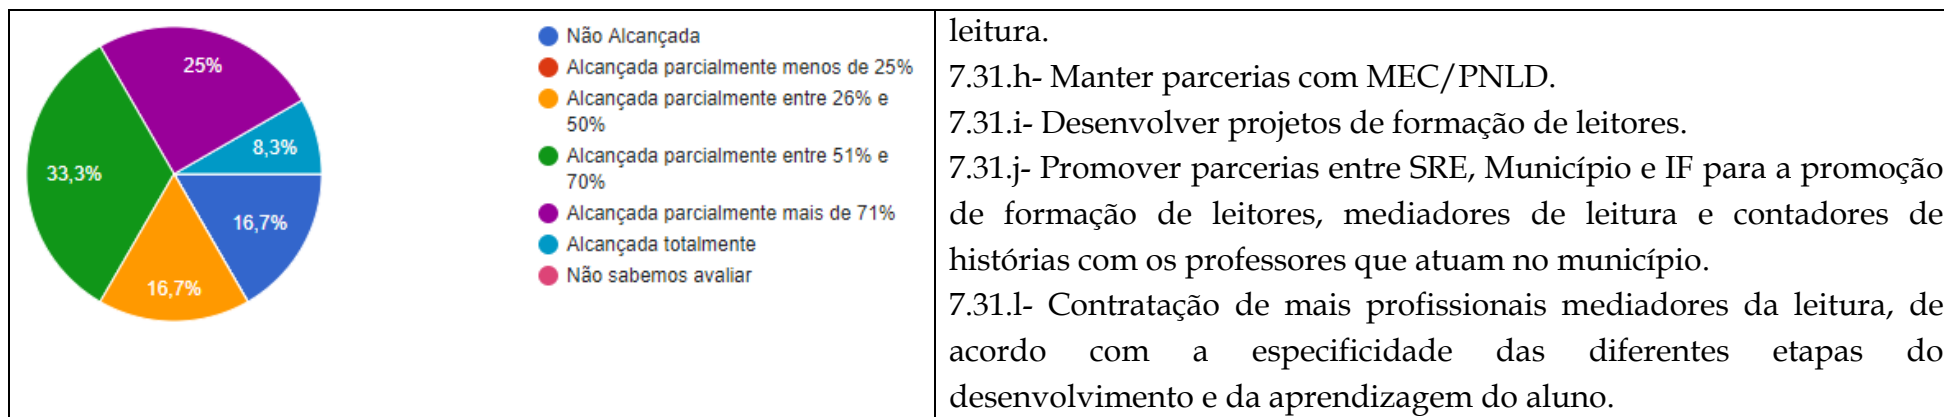 25%
8,3%
33,3%
16,7%
16,7%
Não Alcançada
Alcançada parcialmente menos de 25%
Alcançada parcialmente entre 26% e
50%
Alcançada parcialmente entre 51% e
70%
Alcançada parcialmente mais de 71%
Alcançada totalmente
Não sabemos avaliar
leitura.
7.31.h- Manter parcerias com MEC/PNLD.
7.31.i- Desenvolver projetos de formação de leitores.
7.31.j- Promover parcerias entre SRE, Município e IF para a promoção
de formação de leitores, mediadores de leitura e contadores de
histórias com os professores que atuam no município.
7.31.l- Contratação de mais profissionais mediadores da leitura, de
acordo com a especificidade das diferentes etapas do
desenvolvimento e da aprendizagem do aluno.